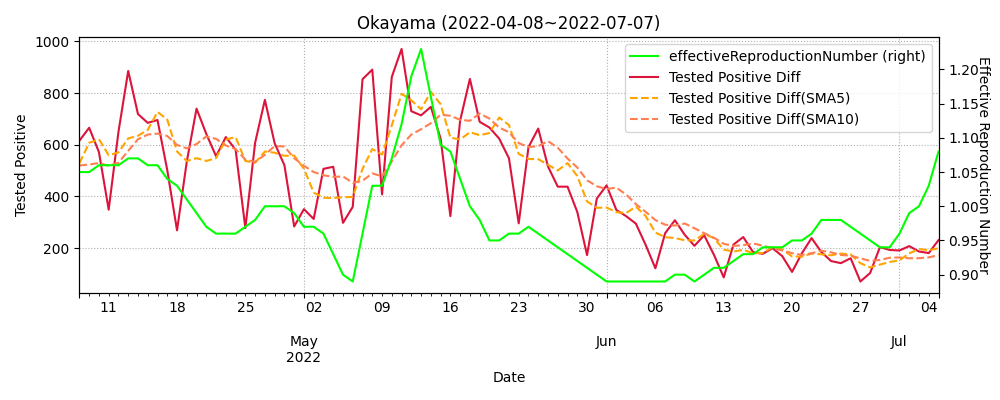 Okayama (2022-04-08~2022-07-07)
effectiveReproductionNumber (right)
Tested Positive Diff
Tested Positive Diff(SMA5)
Tested Positive Diff(SMA10)
Tested Positive
1000
800
600
400
200
1.20
1.15
1.10
1.05
1.00
0.95
0.90
Effective Reproduction Number
11 18 25 02 09 16 23 30 06 13 20 27 04
May Jun Jul
2022
Date